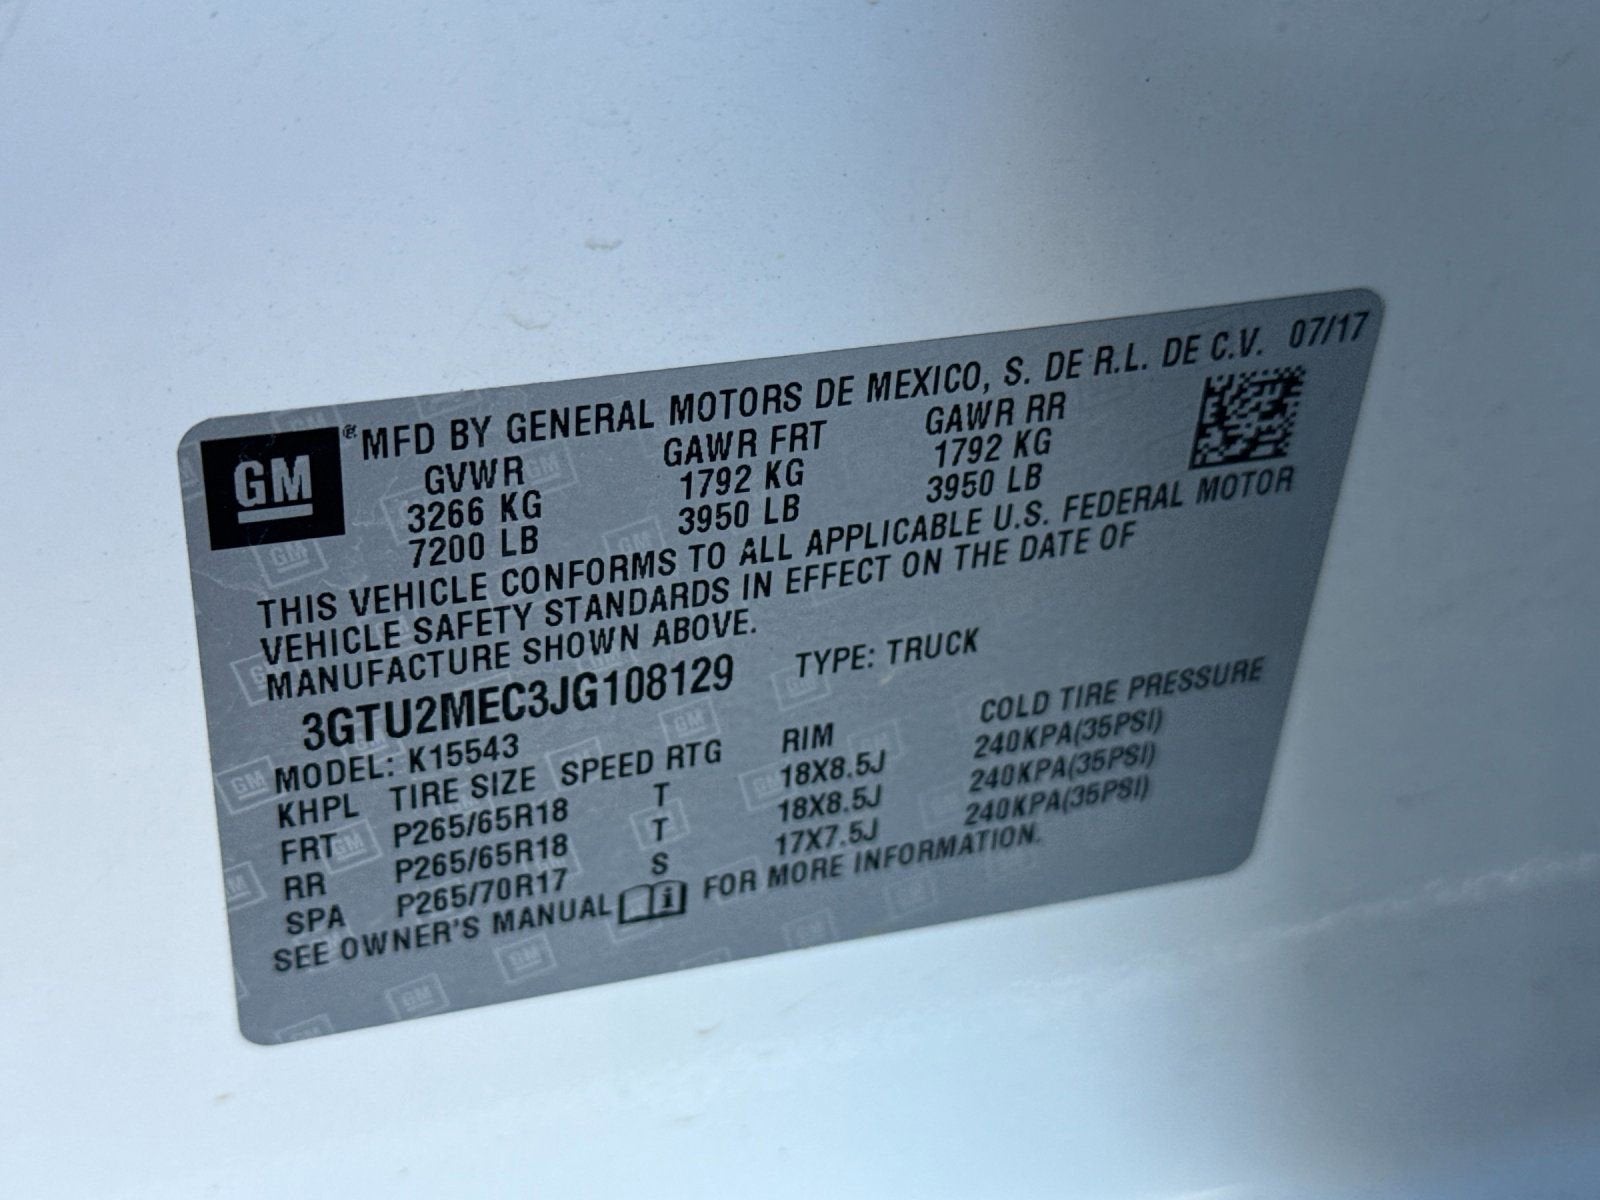 GM
® MFD BY GENERAL MOTORS DE MEXICO, S. DE R.L. DE C.V. 07/17
GVWR GAWR FRT GAWR RR
3266 KG 1792 KG 1792 KG
7200 LB 3950 LB 3950 LB
THIS VEHICLE CONFORMS TO ALL APPLICABLE U.S. FEDERAL MOTOR
VEHICLE SAFETY STANDARDS IN EFFECT ON THE DATE OF
MANUFACTURE SHOWN ABOVE.
3GTU2MEC3JG108129 TYPE: TRUCK
MODEL: K15543
KHPL TIRE SIZE SPEED RTG RIM COLD TIRE PRESSURE
FRT P265/65R18 T 18X8.5J 240KPA(35PSI)
RR P265/65R18 T 18X8.5J 240KPA(35PSI)
SPA P265/70R17 S 17X7.5J 240KPA(35PSI)
SEE OWNER'S MANUAL i FOR MORE INFORMATION.